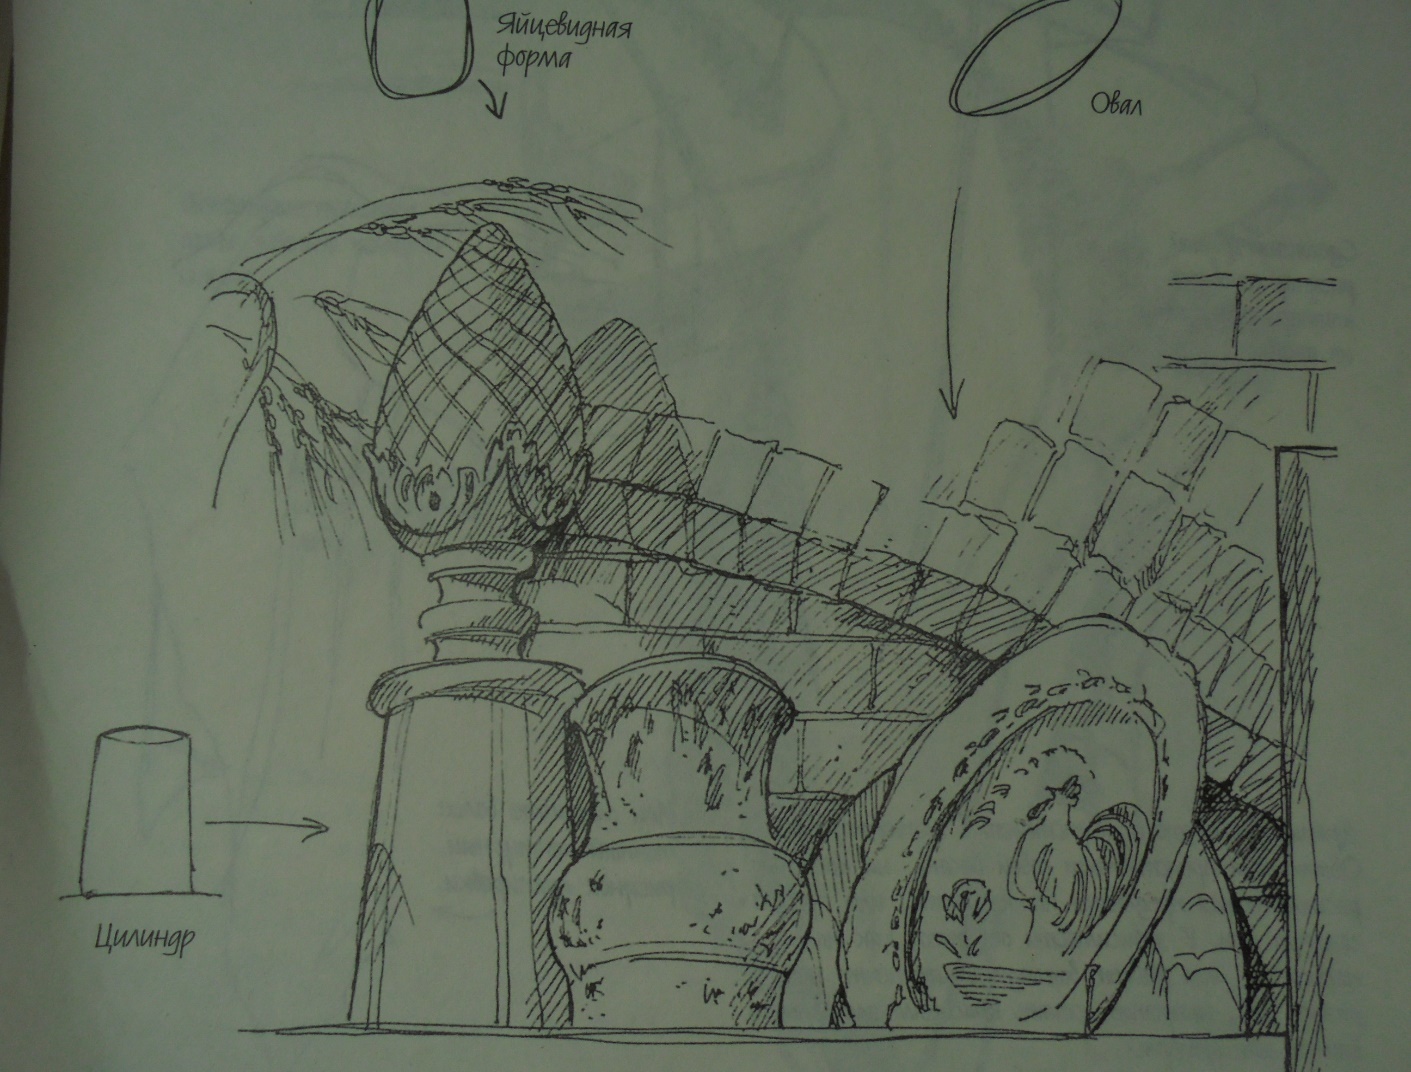 Яйцевидная
форма
Овал
Цилиндр